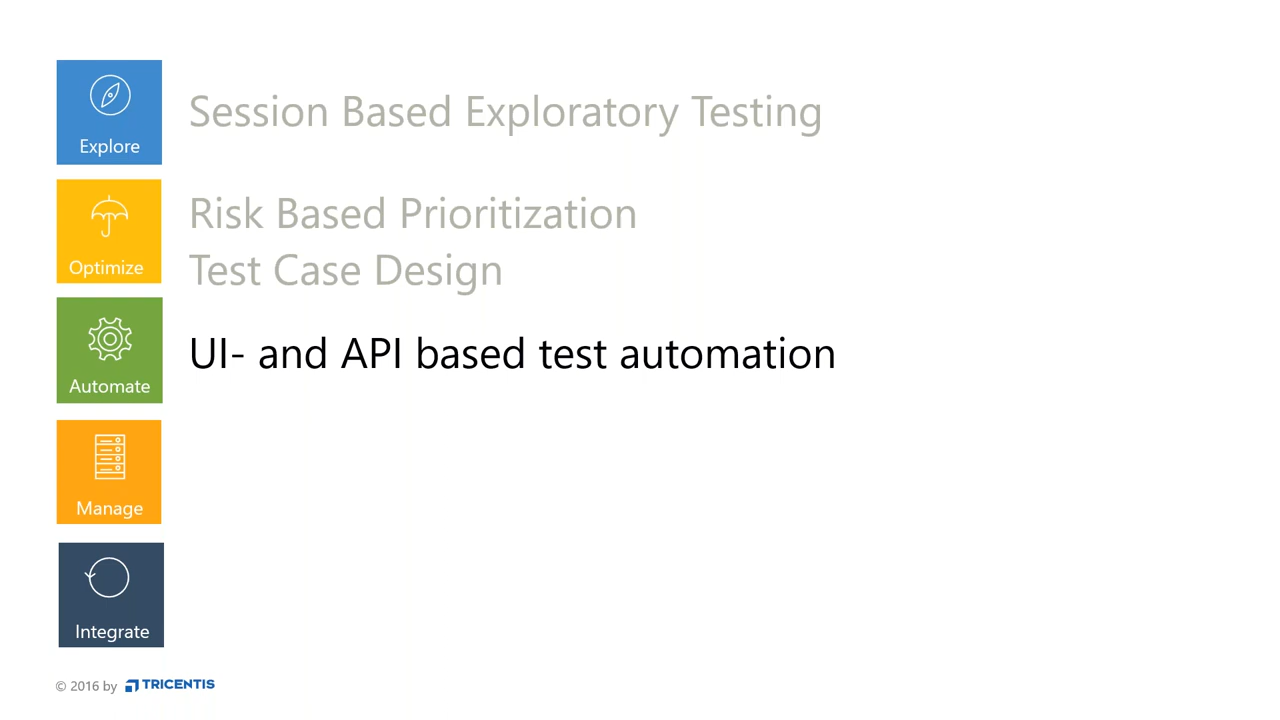 Explore
Session Based Exploratory Testing
Optimize
Risk Based Prioritization
Test Case Design
Automate
UI- and API based test automation
Manage
Integrate
© 2016 by TRICENTIS